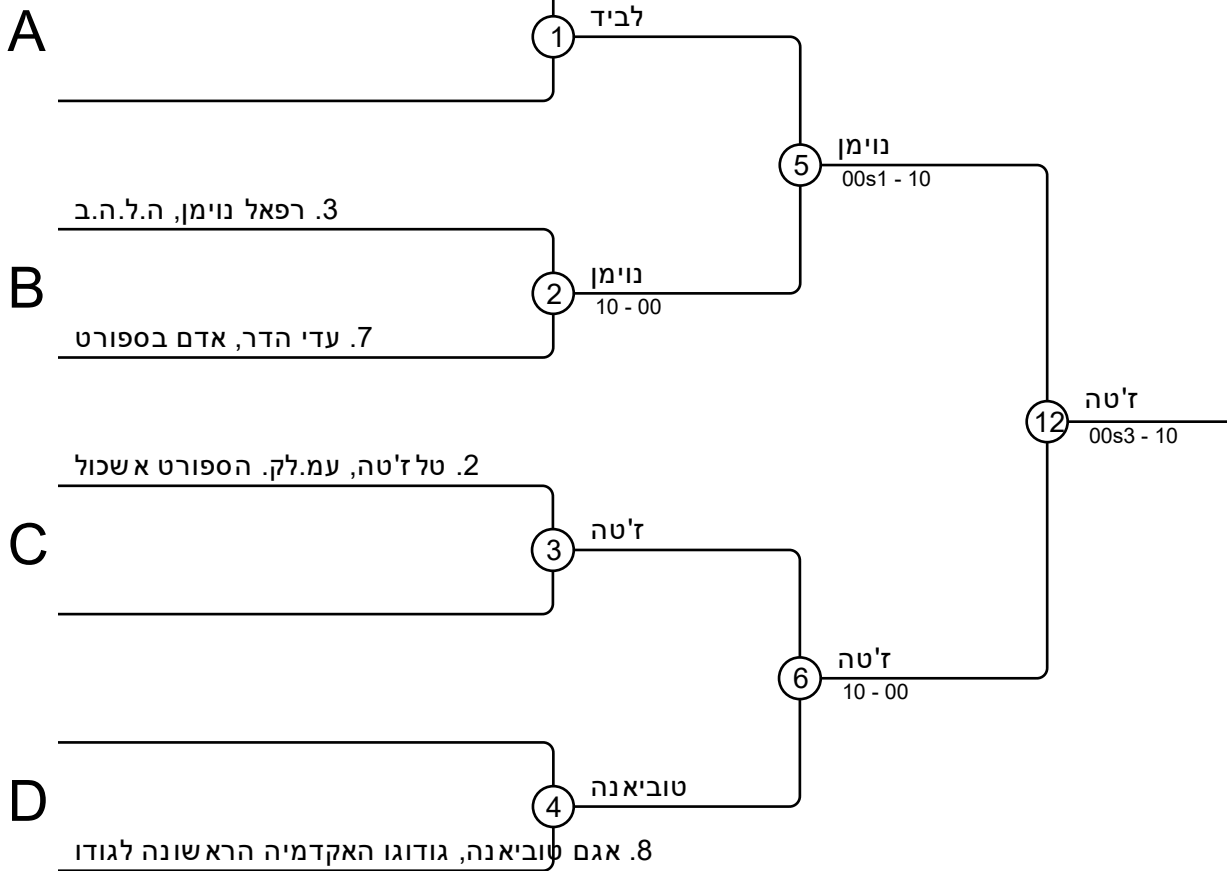 A
1
לביד
5
נוימן
00s1 - 10
3. רפאל נוימן, ה.ל.ה.ב
B
2
נוימן
10 - 00
7. עדי הדר, אדם בספורט
12
ז'טה
00s3 - 10
2. טל ז'טה, עמ.לק. הספורט אשכול
C
3
ז'טה
6
ז'טה
10 - 00
D
4
טוביאנה
8. אגם טוביאנה, גודוגו האקדמיה הראשונה לגודו